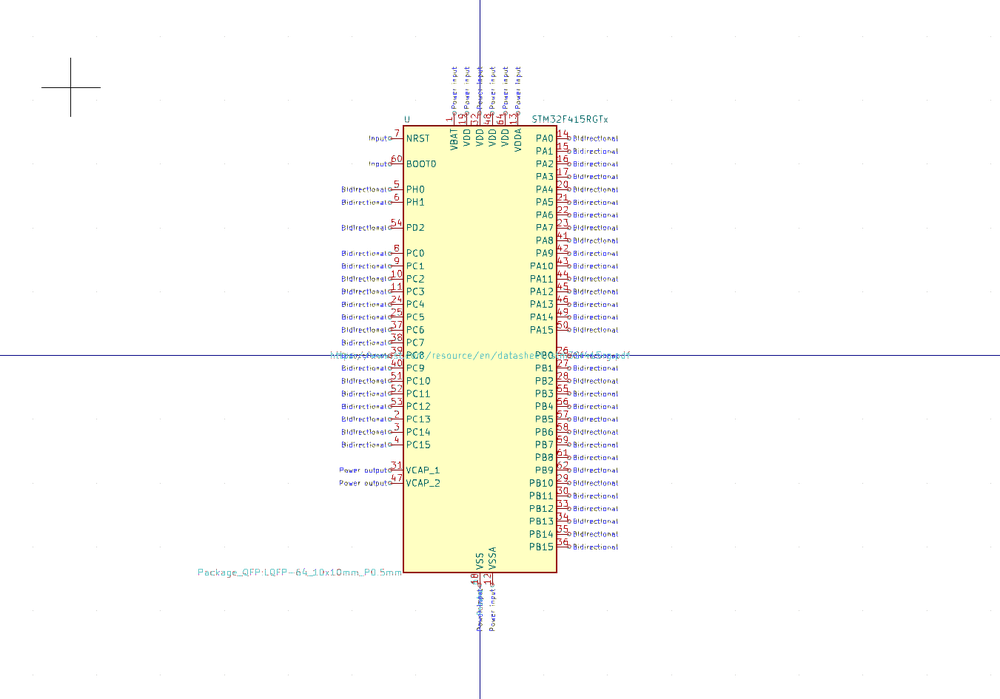 Power input Power input Power input Power input Power input Power input
1 19 32 48 64 13
U STM32F415RGTx
VBAT VDD VDD VDD VDD VDDA
Input 7 NRST PA0 14 Bidirectional
PA1 15 Bidirectional
Input 60 BOOT0 PA2 16 Bidirectional
PA3 17 Bidirectional
Bidirectional 5 PH0 PA4 20 Bidirectional
Bidirectional 6 PH1 PA5 21 Bidirectional
PA6 22 Bidirectional
Bidirectional 54 PD2 PA7 23 Bidirectional
PA8 41 Bidirectional
Bidirectional 8 PC0 PA9 42 Bidirectional
Bidirectional 9 PC1 PA10 43 Bidirectional
Bidirectional 10 PC2 PA11 44 Bidirectional
Bidirectional 11 PC3 PA12 45 Bidirectional
Bidirectional 24 PC4 PA13 46 Bidirectional
Bidirectional 25 PC5 PA14 49 Bidirectional
Bidirectional 37 PC6 PA15 50 Bidirectional
Bidirectional 38 PC7
39 PC8 /resource/en/datasheet PB0 26 Bidirectional
Bidirectional 40 PC9 PB1 27 Bidirectional
Bidirectional 51 PC10 PB2 28 Bidirectional
Bidirectional 52 PC11 PB3 55 Bidirectional
Bidirectional 53 PC12 PB4 56 Bidirectional
Bidirectional 2 PC13 PB5 57 Bidirectional
Bidirectional 3 PC14 PB6 58 Bidirectional
Bidirectional 4 PC15 PB7 59 Bidirectional
PB8 61 Bidirectional
Power output 31 VCAP_1 PB9 62 Bidirectional
Power output 47 VCAP_2 PB10 29 Bidirectional
PB11 30 Bidirectional
PB12 33 Bidirectional
PB13 34 Bidirectional
PB14 35 Bidirectional
PB15 36 Bidirectional
VSS VSSA
Package_QFP:LQFP-64_10x10mm_P0.5mm
18 12
Power input